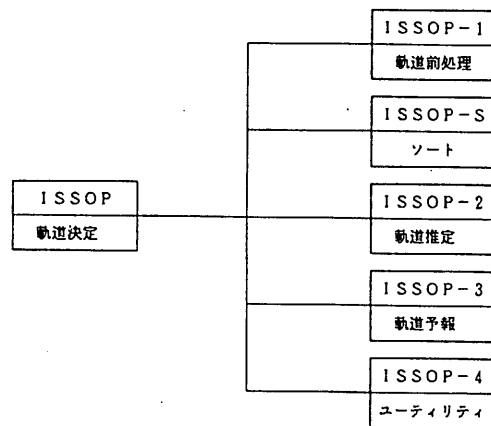 ISSOP-1
軌道前処理
ISSOP-S
ソート
ISSOP
軌道決定
ISSOP-2
軌道推定
ISSOP-3
軌道予報
ISSOP-4
ユーティリティ